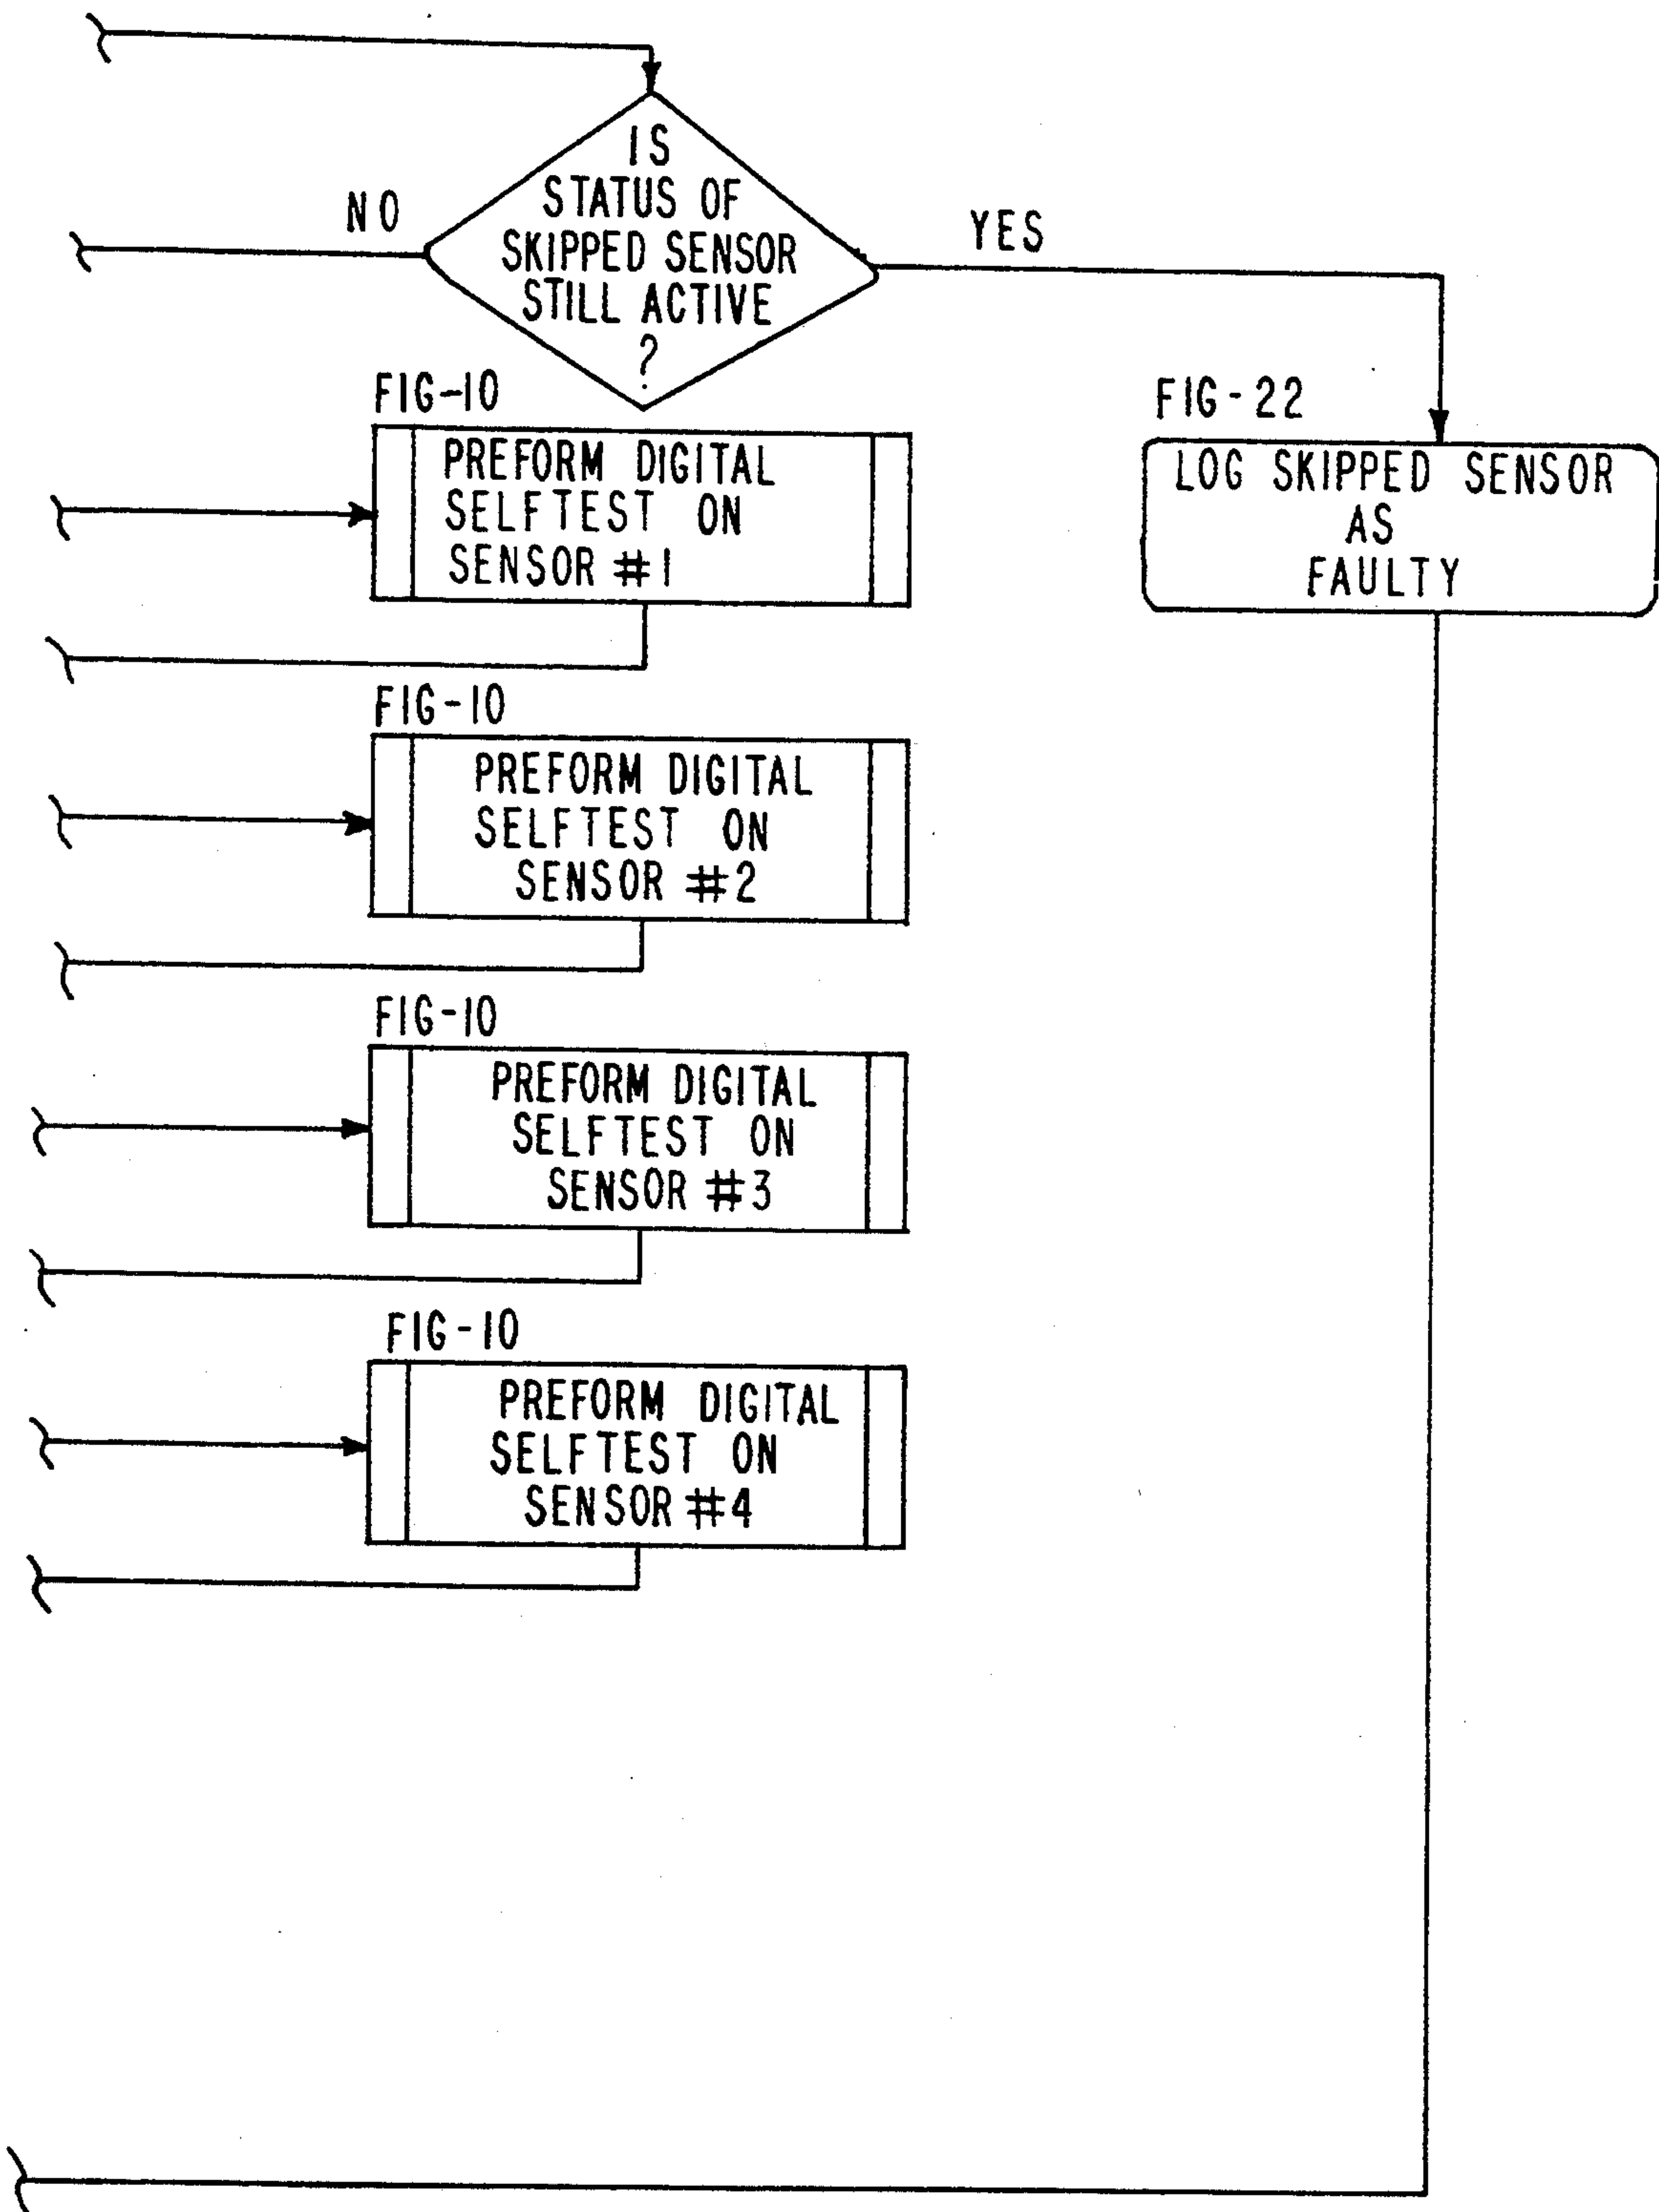 IS
STATUS OF
SKIPPED SENSOR
STILL ACTIVE
?
NO
YES
FIG-10
PREFORM DIGITAL
SELFTEST ON
SENSOR #1
FIG-22
LOG SKIPPED SENSOR
AS
FAULTY
FIG-10
PREFORM DIGITAL
SELFTEST ON
SENSOR #2
FIG-10
PREFORM DIGITAL
SELFTEST ON
SENSOR #3
FIG-10
PREFORM DIGITAL
SELFTEST ON
SENSOR #4